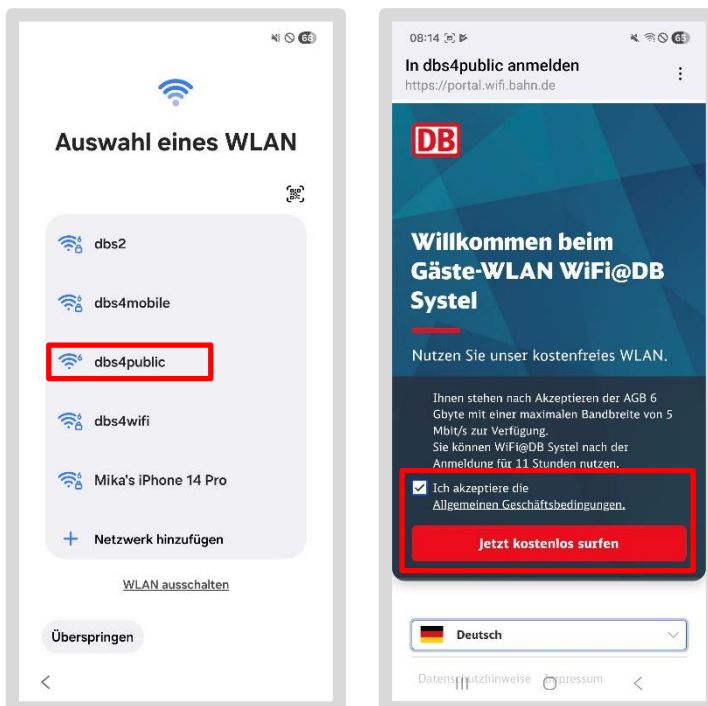 68
Auswahl eines WLAN
dbs2
dbs4mobile
dbs4public
dbs4wifi
Mika's iPhone 14 Pro
+ Netzwerk hinzufügen
WLAN ausschalten
Überspringen
08:14
65
In dbs4public anmelden
https://portal.wifi.bahn.de
DB
Willkommen beim
Gäste-WLAN WiFi@DB
Systel
Nutzen Sie unser kostenfreies WLAN.
Ihnen stehen nach Akzeptieren der AGB 6
Gbyte mit einer maximalen Bandbreite von 5
Mbit/s zur Verfügung.
Sie können WiFi@DB Systel nach der
Anmeldung für 11 Stunden nutzen.
Ich akzeptiere die
Allgemeinen Geschäftsbedingungen.
Jetzt kostenlos surfen
Deutsch
Datenschutzhinweise Impressum